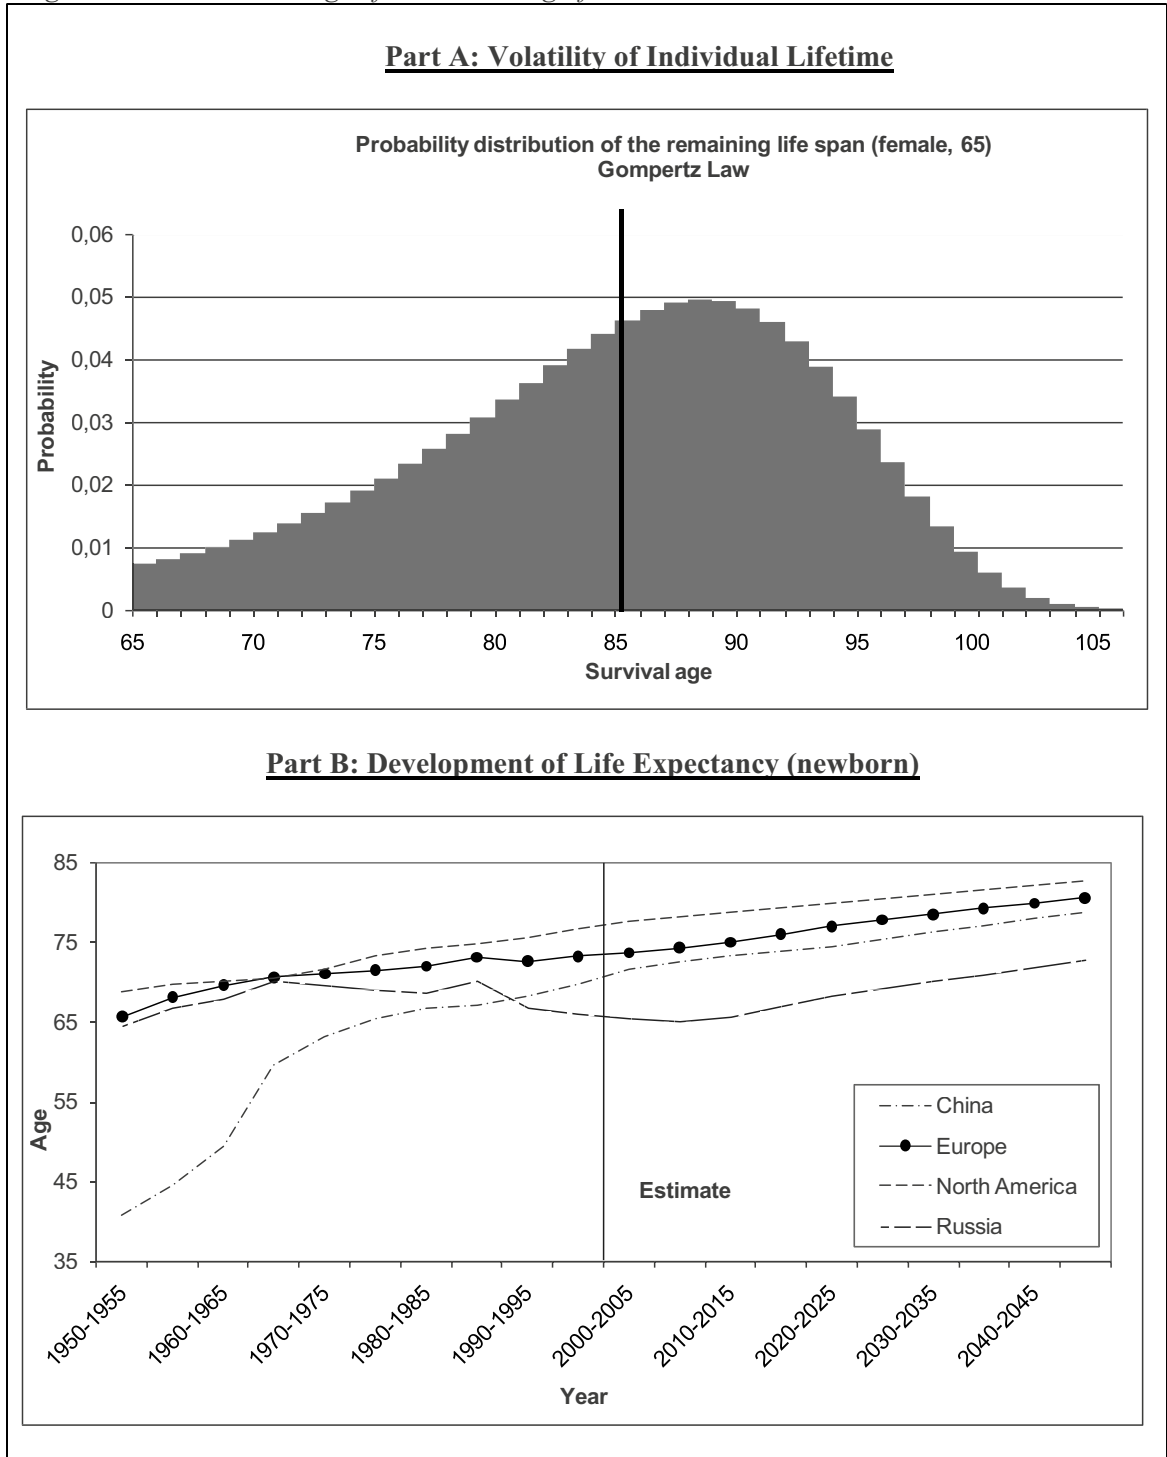 Part A: Volatility of Individual Lifetime
Probability distribution of the remaining life span (female, 65)
Gompertz Law
0,06
0,05
0,04
0,03
0,02
0,01
0
Probability
65 70 75 80 85 90 95 100 105
Survival age
Part B: Development of Life Expectancy (newborn)
85
75
65
55
45
35
Age
China
Europe
North America
Russia
Estimate
1950-1955 1960-1965 1970-1975 1980-1985 1990-1995 2000-2005 2010-2015 2020-2025 2030-2035 2040-2045
Year